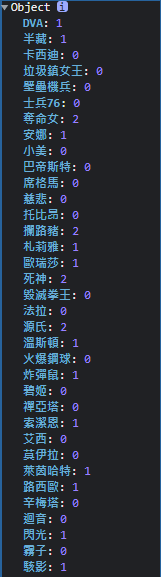 ▼Object i
DVA: 1
半藏: 1
卡西迪: 0
垃圾鎮女王: 0
壁壘機兵: 0
士兵76: 0
奪命女: 2
安娜: 1
小美: 0
巴帝斯特: 0
席格馬: 0
慈悲: 0
托比昂: 0
攔路豬: 2
札莉雅: 1
歐瑞莎: 1
死神: 2
毀滅拳王: 0
法拉: 0
源氏: 2
溫斯頓: 1
火爆鋼球: 0
炸彈鼠: 1
碧姬: 0
禪亞塔: 0
索潔恩: 1
艾西: 0
莫伊拉: 0
萊因哈特: 1
路西歐: 1
辛梅塔: 0
迴音: 0
閃光: 1
霧子: 0
駭影: 1